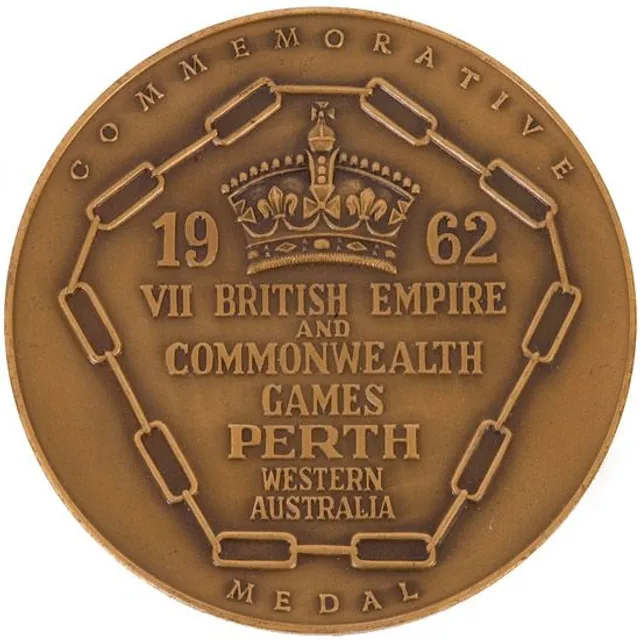 COMMEMORATIVE
19 62
VII BRITISH EMPIRE
AND
COMMONWEALTH
GAMES
PERTH
WESTERN
AUSTRALIA
MEDAL